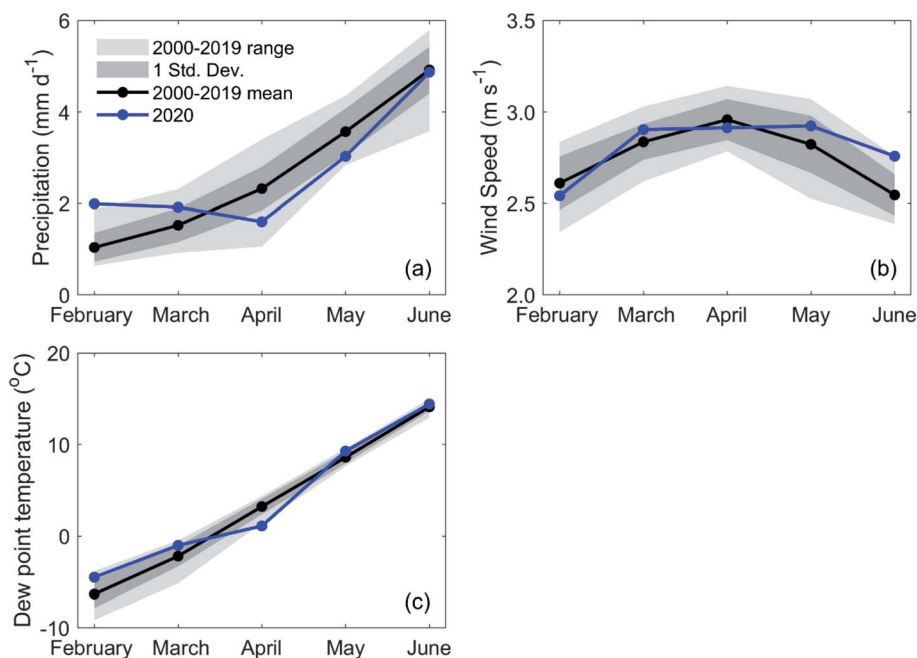 6
4
2
0
Precipitation (mm d⁻¹)
2000-2019 range
1 Std. Dev.
2000-2019 mean
2020
(a)
February March April May June
3.5
3.0
2.5
2.0
Wind Speed (m s⁻¹)
(b)
February March April May June
20
10
0
-10
Dew point temperature (°C)
(c)
February March April May June